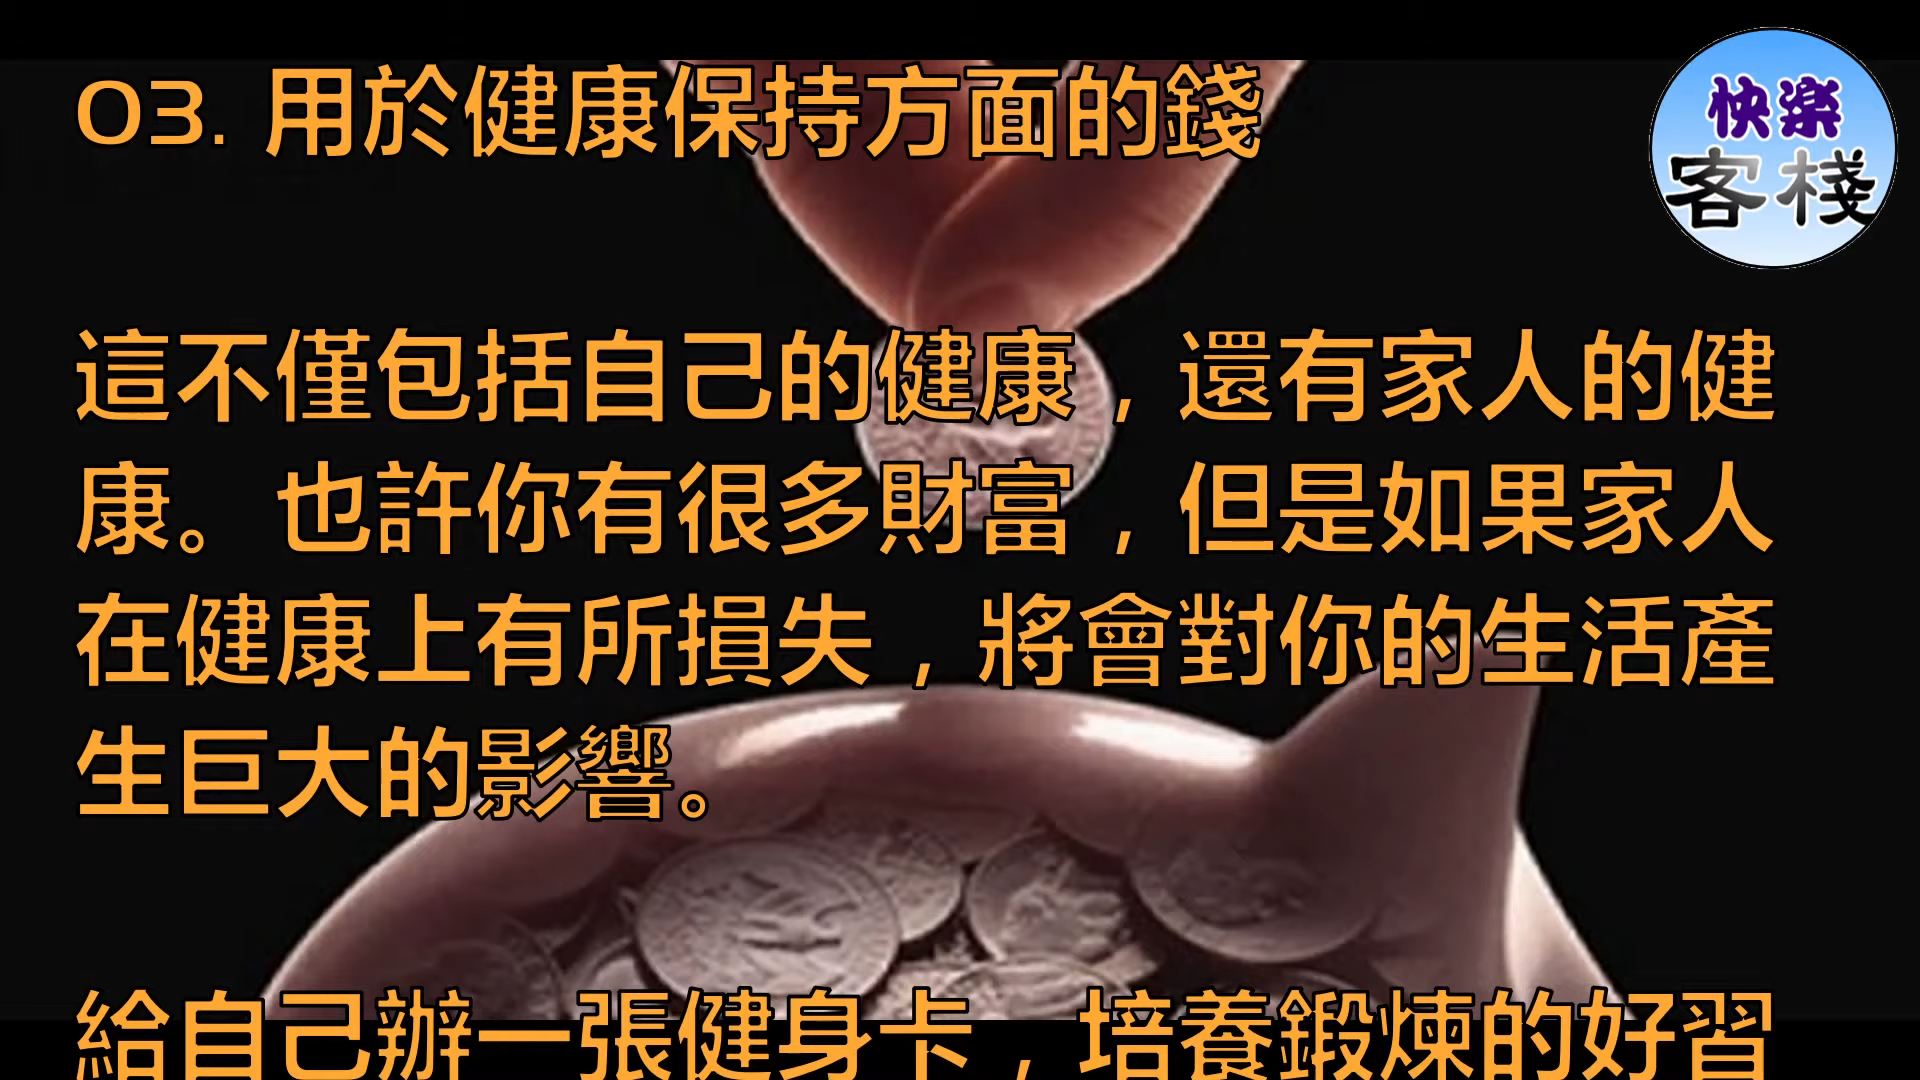 03. 用於健康保持方面的錢
快楽
客棧
這不僅包括自己的健康，還有家人的健
康。也許你有很多財富，但是如果家人
在健康上有所損失，將會對你的生活產
生巨大的影響。
給自己辦一張健身卡，培養鍛煉的好習